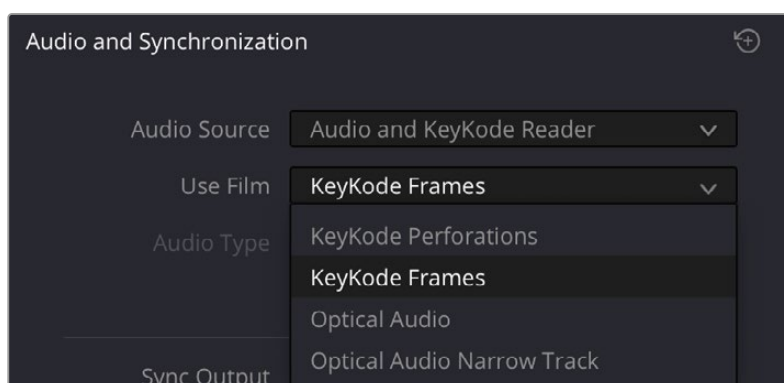 Audio and Synchronization
Audio Source Audio and KeyKode Reader
Use Film KeyKode Frames
Audio Type KeyKode Perforations
KeyKode Frames
Optical Audio
Optical Audio Narrow Track
Sync Output